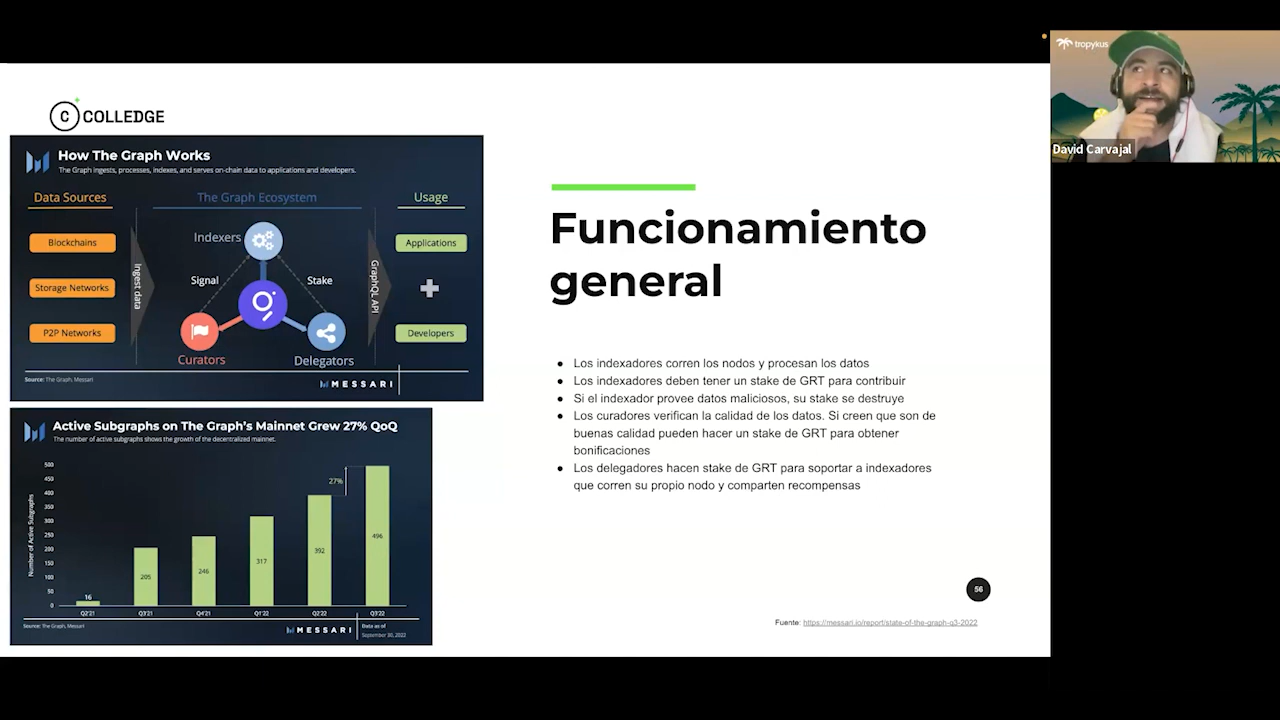 C COLLEDGE
How The Graph Works
The Graph ingests, processes, indexes, and serves on-chain data to applications and developers.
Data Sources
The Graph Ecosystem
Usage
Blockchains
Storage Networks
P2P Networks
Ingest data
Indexers
Signal
Stake
Curators
Delegators
GraphQL API
Applications
Developers
Source: The Graph, Messari
MESSARI
Active Subgraphs on The Graph's Mainnet Grew 27% QoQ
The number of active subgraphs shows the growth of the decentralized mainnet.
Number of Active Subgraphs
500
450
400
350
300
250
200
150
100
50
0
16
205
246
317
392
496
27%
Q2'21
Q3'21
Q4'21
Q1'22
Q2'22
Q3'22
Source: The Graph, Messari
MESSARI
Data as of
September 30, 2022
Funcionamiento
general
● Los indexadores corren los nodos y procesan los datos
● Los indexadores deben tener un stake de GRT para contribuir
● Si el indexador provee datos maliciosos, su stake se destruye
● Los curadores verifican la calidad de los datos. Si creen que son de
buenas calidad pueden hacer un stake de GRT para obtener
bonificaciones
● Los delegadores hacen stake de GRT para soportar a indexadores
que corren su propio nodo y comparten recompensas
56
Fuente: https://messari.io/report/state-of-the-graph-q3-2022
tropykus
David Carvajal